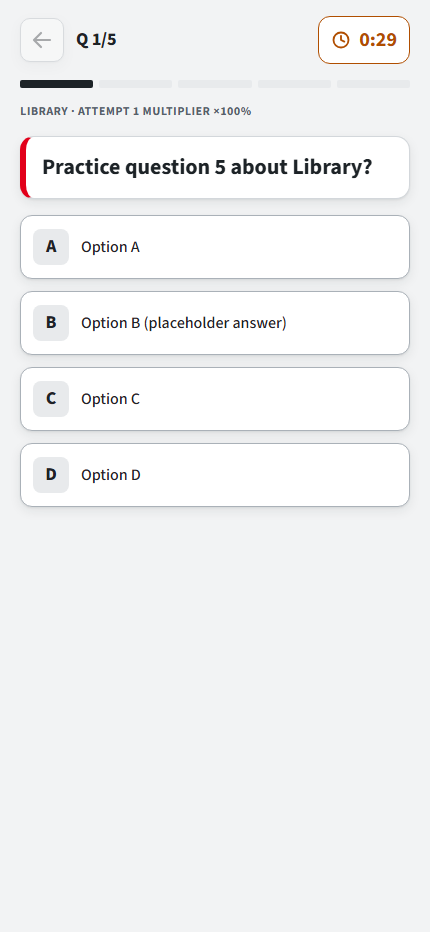 Q 1/5
0:29
LIBRARY · ATTEMPT 1 MULTIPLIER ×100%
Practice question 5 about Library?
A Option A
B Option B (placeholder answer)
C Option C
D Option D